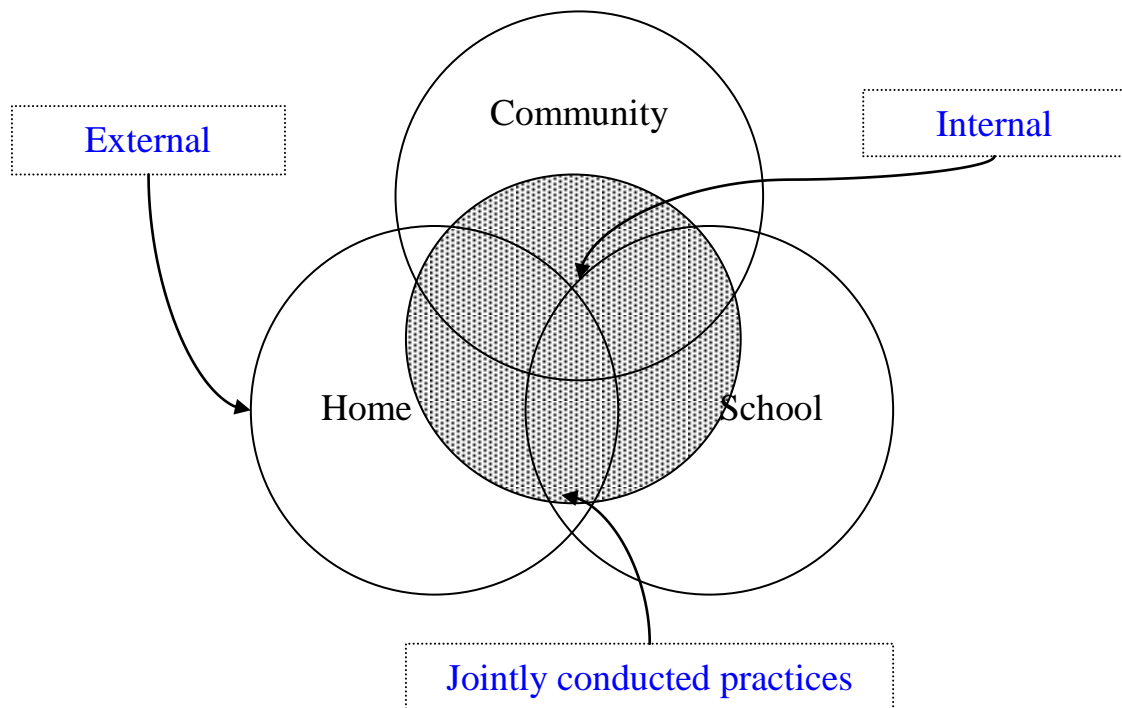 Community
External
Internal
Home
School
Jointly conducted practices